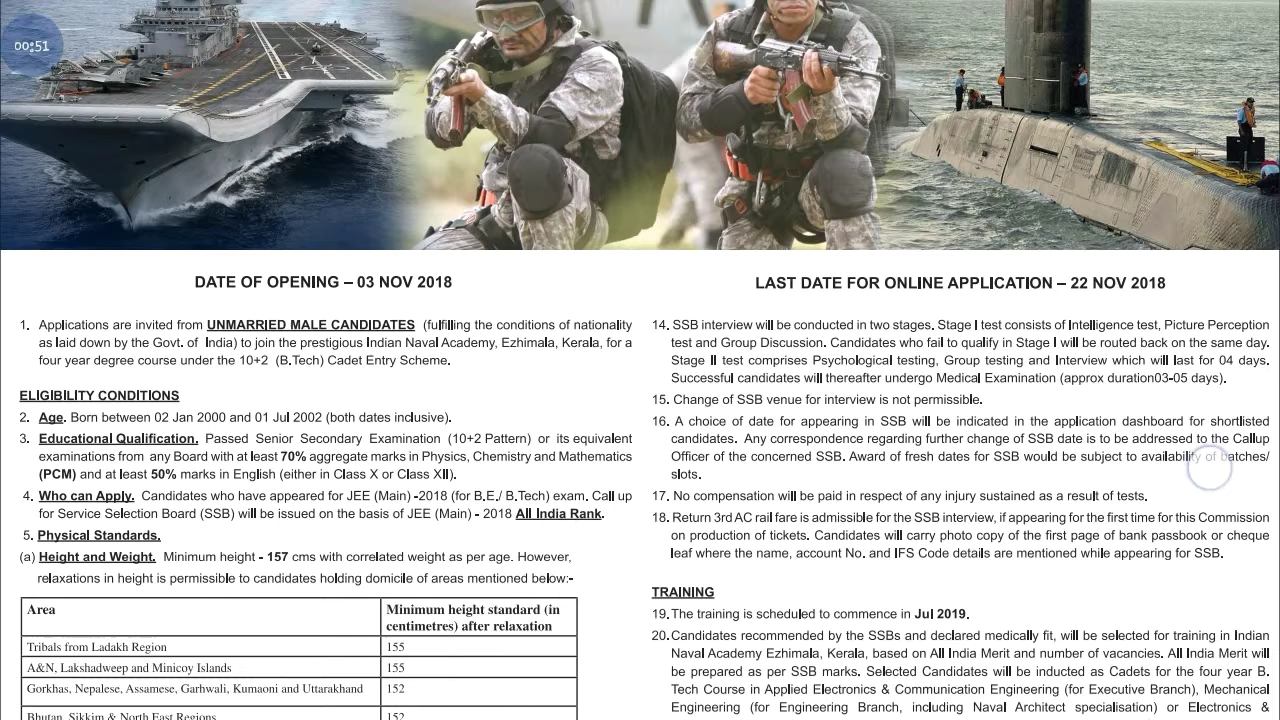 00:51
DATE OF OPENING – 03 NOV 2018
1. Applications are invited from UNMARRIED MALE CANDIDATES (fulfilling the conditions of nationality
as laid down by the Govt. of India) to join the prestigious Indian Naval Academy, Ezhimala, Kerala, for a
four year degree course under the 10+2 (B.Tech) Cadet Entry Scheme.
ELIGIBILITY CONDITIONS
2. Age. Born between 02 Jan 2000 and 01 Jul 2002 (both dates inclusive).
3. Educational Qualification. Passed Senior Secondary Examination (10+2 Pattern) or its equivalent
examinations from any Board with at least 70% aggregate marks in Physics, Chemistry and Mathematics
(PCM) and at least 50% marks in English (either in Class X or Class XII).
4. Who can Apply. Candidates who have appeared for JEE (Main) -2018 (for B.E./ B.Tech) exam. Call up
for Service Selection Board (SSB) will be issued on the basis of JEE (Main) - 2018 All India Rank.
5. Physical Standards.
(a) Height and Weight. Minimum height - 157 cms with correlated weight as per age. However,
relaxations in height is permissible to candidates holding domicile of areas mentioned below:-
Area Minimum height standard (in
centimetres) after relaxation
Tribals from Ladakh Region 155
A&N, Lakshadweep and Minicoy Islands 155
Gorkhas, Nepalese, Assamese, Garhwali, Kumaoni and Uttarakhand 152
Bhutan, Sikkim & North East Regions 152
LAST DATE FOR ONLINE APPLICATION – 22 NOV 2018
14. SSB interview will be conducted in two stages. Stage I test consists of Intelligence test, Picture Perception
test and Group Discussion. Candidates who fail to qualify in Stage I will be routed back on the same day.
Stage II test comprises Psychological testing, Group testing and Interview which will last for 04 days.
Successful candidates will thereafter undergo Medical Examination (approx duration03-05 days).
15. Change of SSB venue for interview is not permissible.
16. A choice of date for appearing in SSB will be indicated in the application dashboard for shortlisted
candidates. Any correspondence regarding further change of SSB date is to be addressed to the Callup
Officer of the concerned SSB. Award of fresh dates for SSB would be subject to availability of batches/
slots.
17. No compensation will be paid in respect of any injury sustained as a result of tests.
18. Return 3rd AC rail fare is admissible for the SSB interview, if appearing for the first time for this Commission
on production of tickets. Candidates will carry photo copy of the first page of bank passbook or cheque
leaf where the name, account No. and IFS Code details are mentioned while appearing for SSB.
TRAINING
19. The training is scheduled to commence in Jul 2019.
20. Candidates recommended by the SSBs and declared medically fit, will be selected for training in Indian
Naval Academy Ezhimala, Kerala, based on All India Merit and number of vacancies. All India Merit will
be prepared as per SSB marks. Selected Candidates will be inducted as Cadets for the four year B.
Tech Course in Applied Electronics & Communication Engineering (for Executive Branch), Mechanical
Engineering (for Engineering Branch, including Naval Architect specialisation) or Electronics &